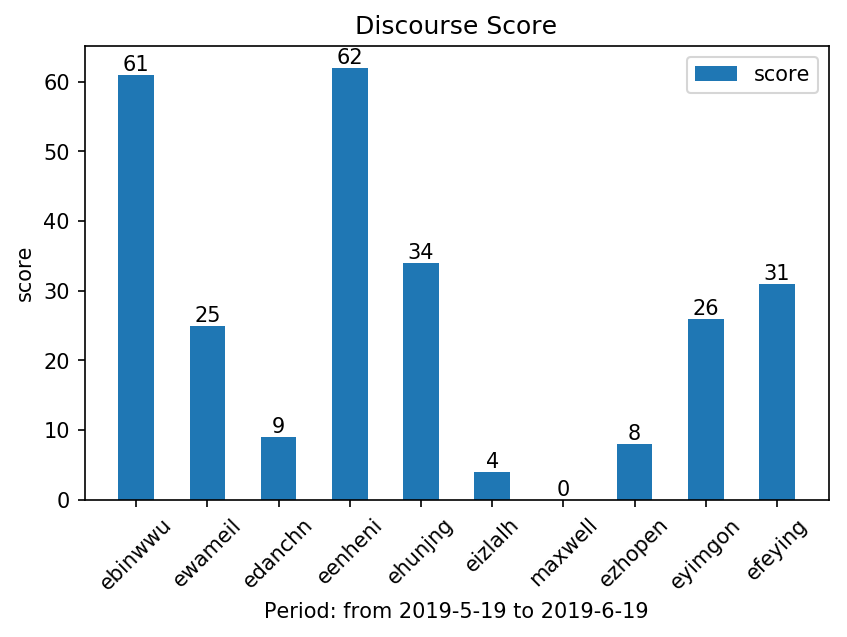 Discourse Score
score
60
50
40
30
20
10
0
score
61
25
9
62
34
4
0
8
26
31
ebinwwu
ewameil
edanchn
eenheni
ehunjng
eizlalh
maxwell
ezhopen
eyimgon
efeying
Period: from 2019-5-19 to 2019-6-19